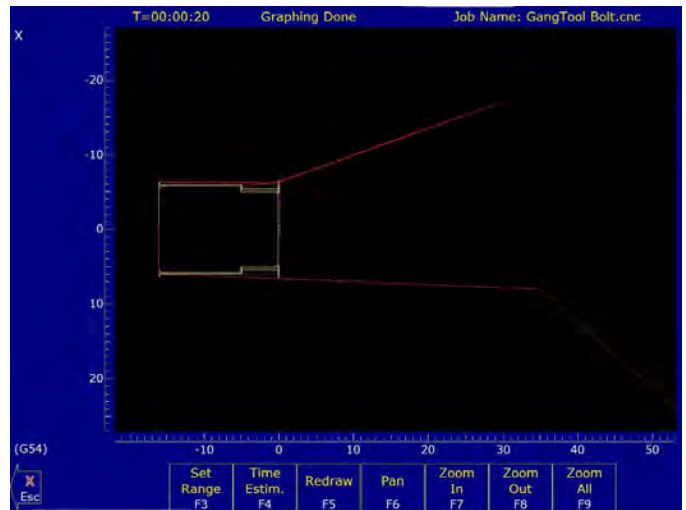 T=00:00:20 Graphing Done Job Name: GangTool Bolt.cnc
X
-20
-10
0
10
20
(G54) -10 0 10 20 30 40 50
X
Esc
Set
Range
F3
Time
Estim.
F4
Redraw
F5
Pan
F6
Zoom
In
F7
Zoom
Out
F8
Zoom
All
F9